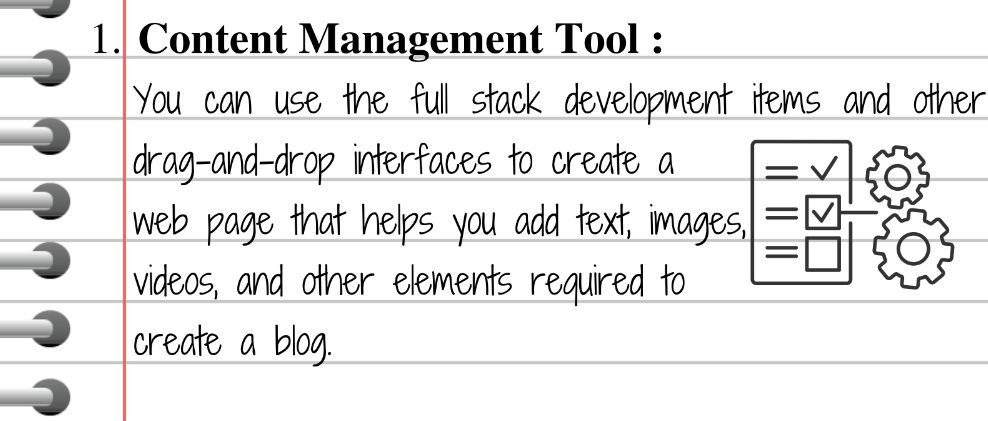 1. Content Management Tool :
You can use the full stack development items and other
drag-and-drop interfaces to create a
web page that helps you add text, images,
videos, and other elements required to
create a blog.